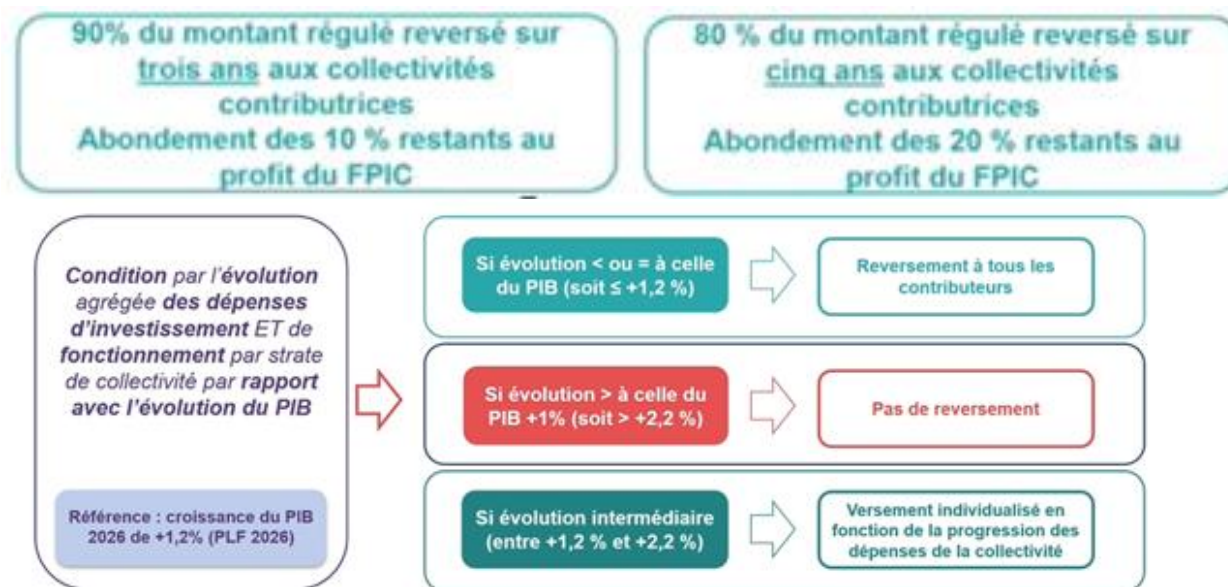 90% du montant régulé reversé sur
trois ans aux collectivités
contributrices
Abondement des 10 % restants au
profit du FPIC
80 % du montant régulé reversé sur
cinq ans aux collectivités
contributrices
Abondement des 20 % restants au
profit du FPIC
Condition par l'évolution
agrégée des dépenses
d'investissement ET de
fonctionnement par strate
de collectivité par rapport
avec l'évolution du PIB
Référence : croissance du PIB
2026 de +1,2% (PLF 2026)
Si évolution < ou = à celle
du PIB (soit ≤ +1,2 %)
Reversement à tous les
contributeurs
Si évolution > à celle du
PIB +1% (soit > +2,2 %)
Pas de reversement
Si évolution intermédiaire
(entre +1,2 % et +2,2 %)
Versement individualisé en
fonction de la progression des
dépenses de la collectivité